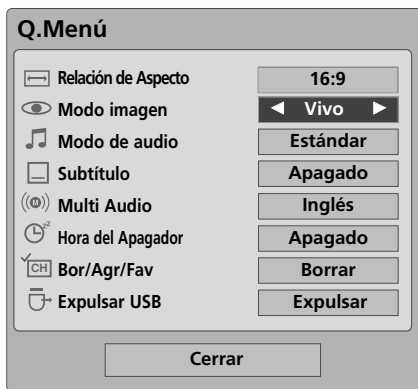 Q.Menú
Relación de Aspecto 16:9
Modo imagen ◄ Vivo ►
Modo de audio Estándar
Subtítulo Apagado
Multi Audio Inglés
Hora del Apagador Apagado
CH Bor/Agr/Fav Borrar
Expulsar USB Expulsar
Cerrar